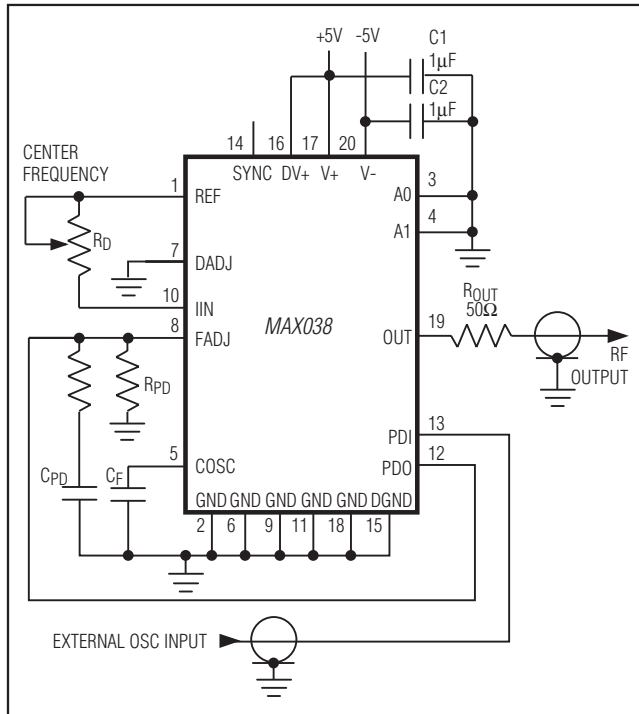 +5V -5V
C1
1µF
C2
1µF
14 16 17 20
CENTER
FREQUENCY
SYNC DV+ V+ V-
1 REF
A0 3
A1 4
RD
7 DADJ
10 IIN
8 FADJ
MAX038
ROUT
50Ω
OUT 19
RF
OUTPUT
RPD
PDI 13
PDO 12
5 COSC
CPD
CF
GND GND GND GND GND DGND
2 6 9 11 18 15
EXTERNAL OSC INPUT